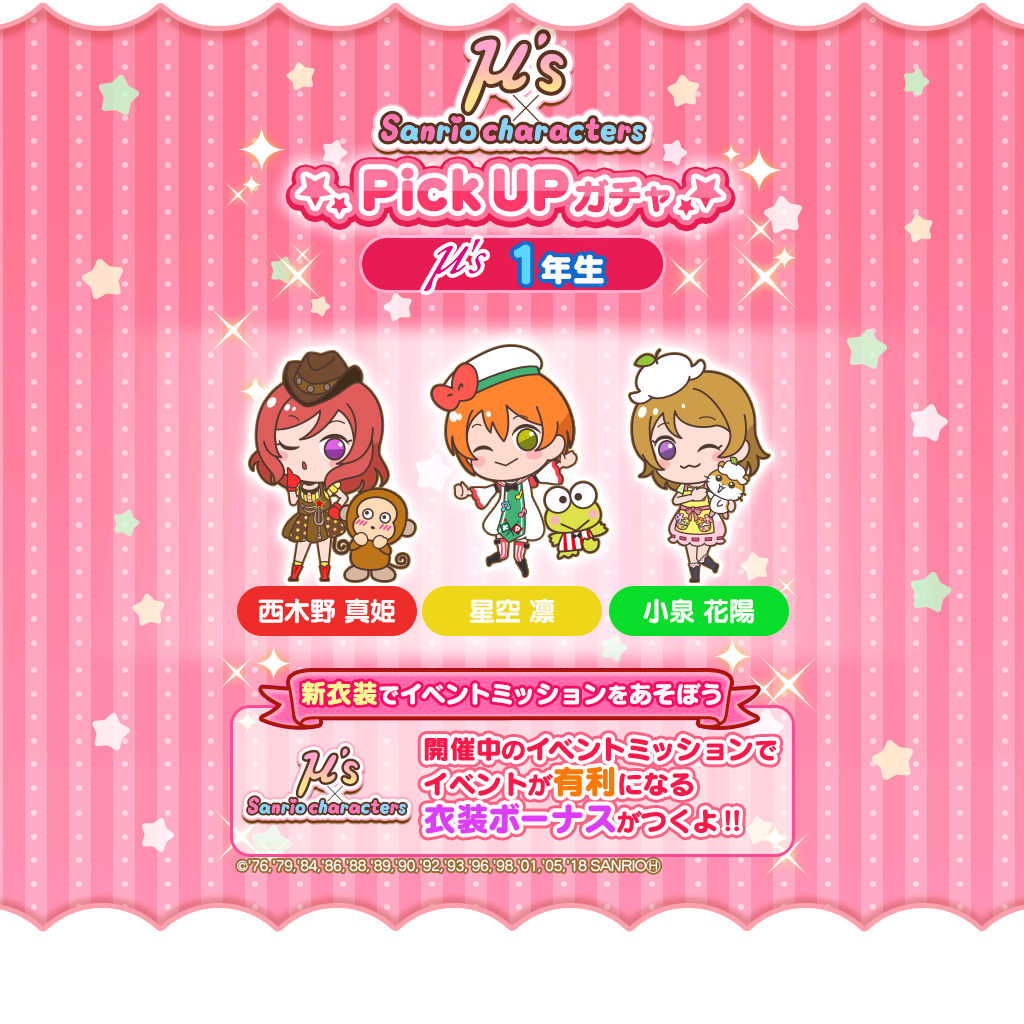 μ's
×
Sanrio characters
Pick UPガチャ
μ's 1年生
西木野 真姫
星空 凛
小泉 花陽
新衣装でイベントミッションをあそぼう
μ's
×
Sanrio characters
開催中のイベントミッションで
イベントが有利になる
衣装ボーナスがつくよ!!
©'76,'79,'84,'86,'88,'89,'90,'92,'93,'96,'98,'01,'05,'18 SANRIOⒽ